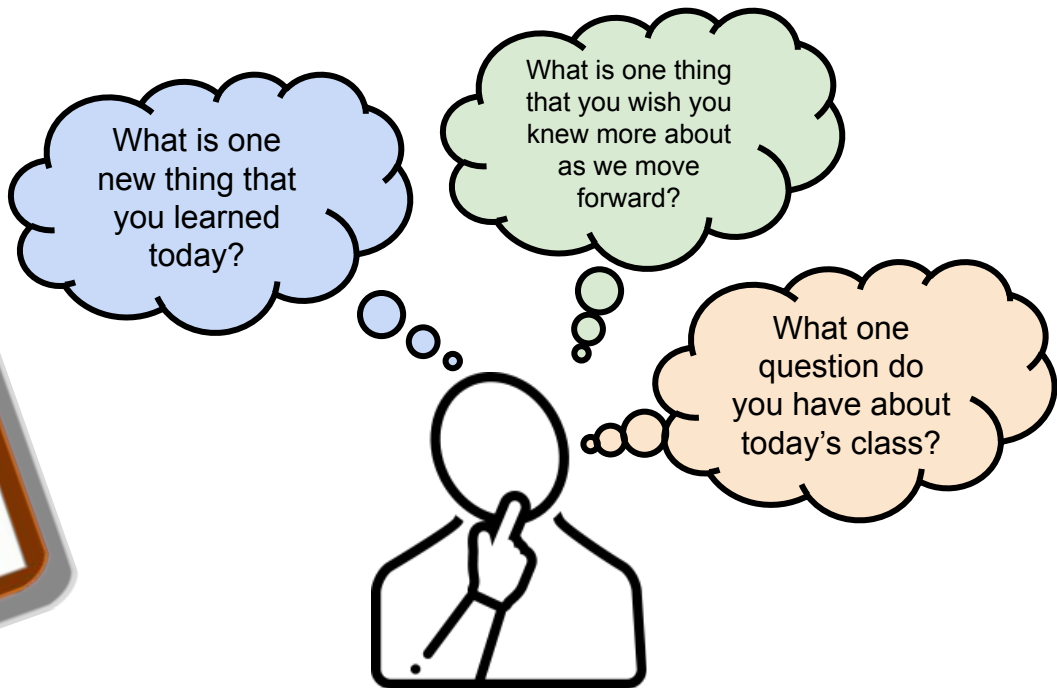 What is one
new thing that
you learned
today?
What is one thing
that you wish you
knew more about
as we move
forward?
What one
question do
you have about
today’s class?